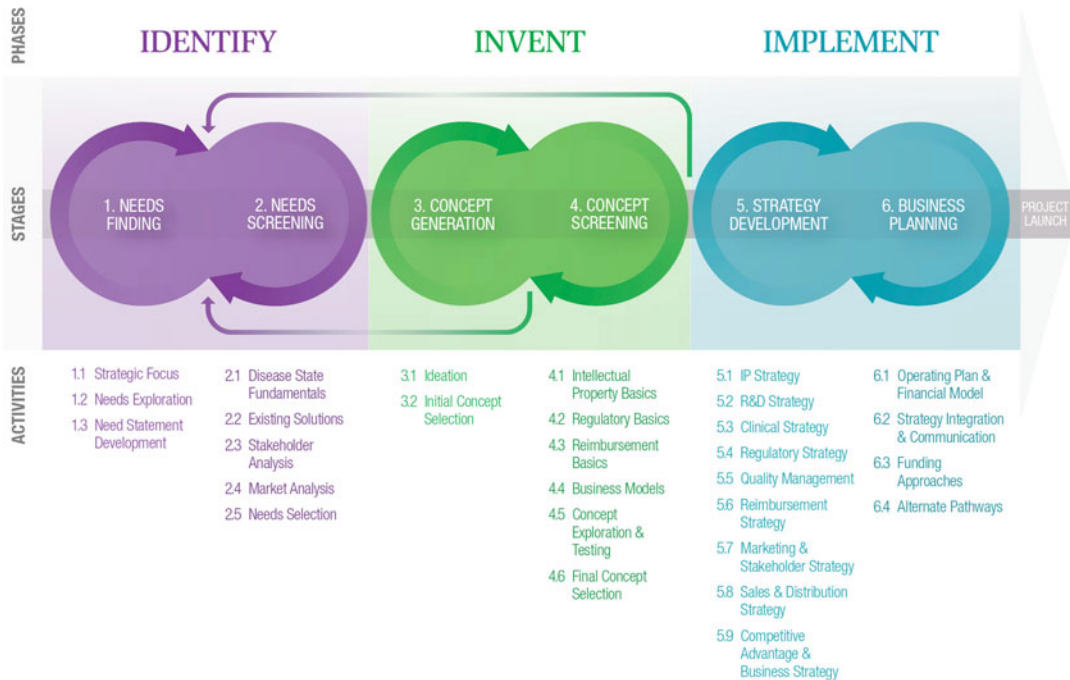 PHASES
IDENTIFY
INVENT
IMPLEMENT
STAGES
1. NEEDS
FINDING
2. NEEDS
SCREENING
3. CONCEPT
GENERATION
4. CONCEPT
SCREENING
5. STRATEGY
DEVELOPMENT
6. BUSINESS
PLANNING
PROJECT
LAUNCH
ACTIVITIES
1.1 Strategic Focus
1.2 Needs Exploration
1.3 Need Statement
Development
2.1 Disease State
Fundamentals
2.2 Existing Solutions
2.3 Stakeholder
Analysis
2.4 Market Analysis
2.5 Needs Selection
3.1 Ideation
3.2 Initial Concept
Selection
4.1 Intellectual
Property Basics
4.2 Regulatory Basics
4.3 Reimbursement
Basics
4.4 Business Models
4.5 Concept
Exploration &
Testing
4.6 Final Concept
Selection
5.1 IP Strategy
5.2 R&D Strategy
5.3 Clinical Strategy
5.4 Regulatory Strategy
5.5 Quality Management
5.6 Reimbursement
Strategy
5.7 Marketing &
Stakeholder Strategy
5.8 Sales & Distribution
Strategy
5.9 Competitive
Advantage &
Business Strategy
6.1 Operating Plan &
Financial Model
6.2 Strategy Integration
& Communication
6.3 Funding
Approaches
6.4 Alternate Pathways